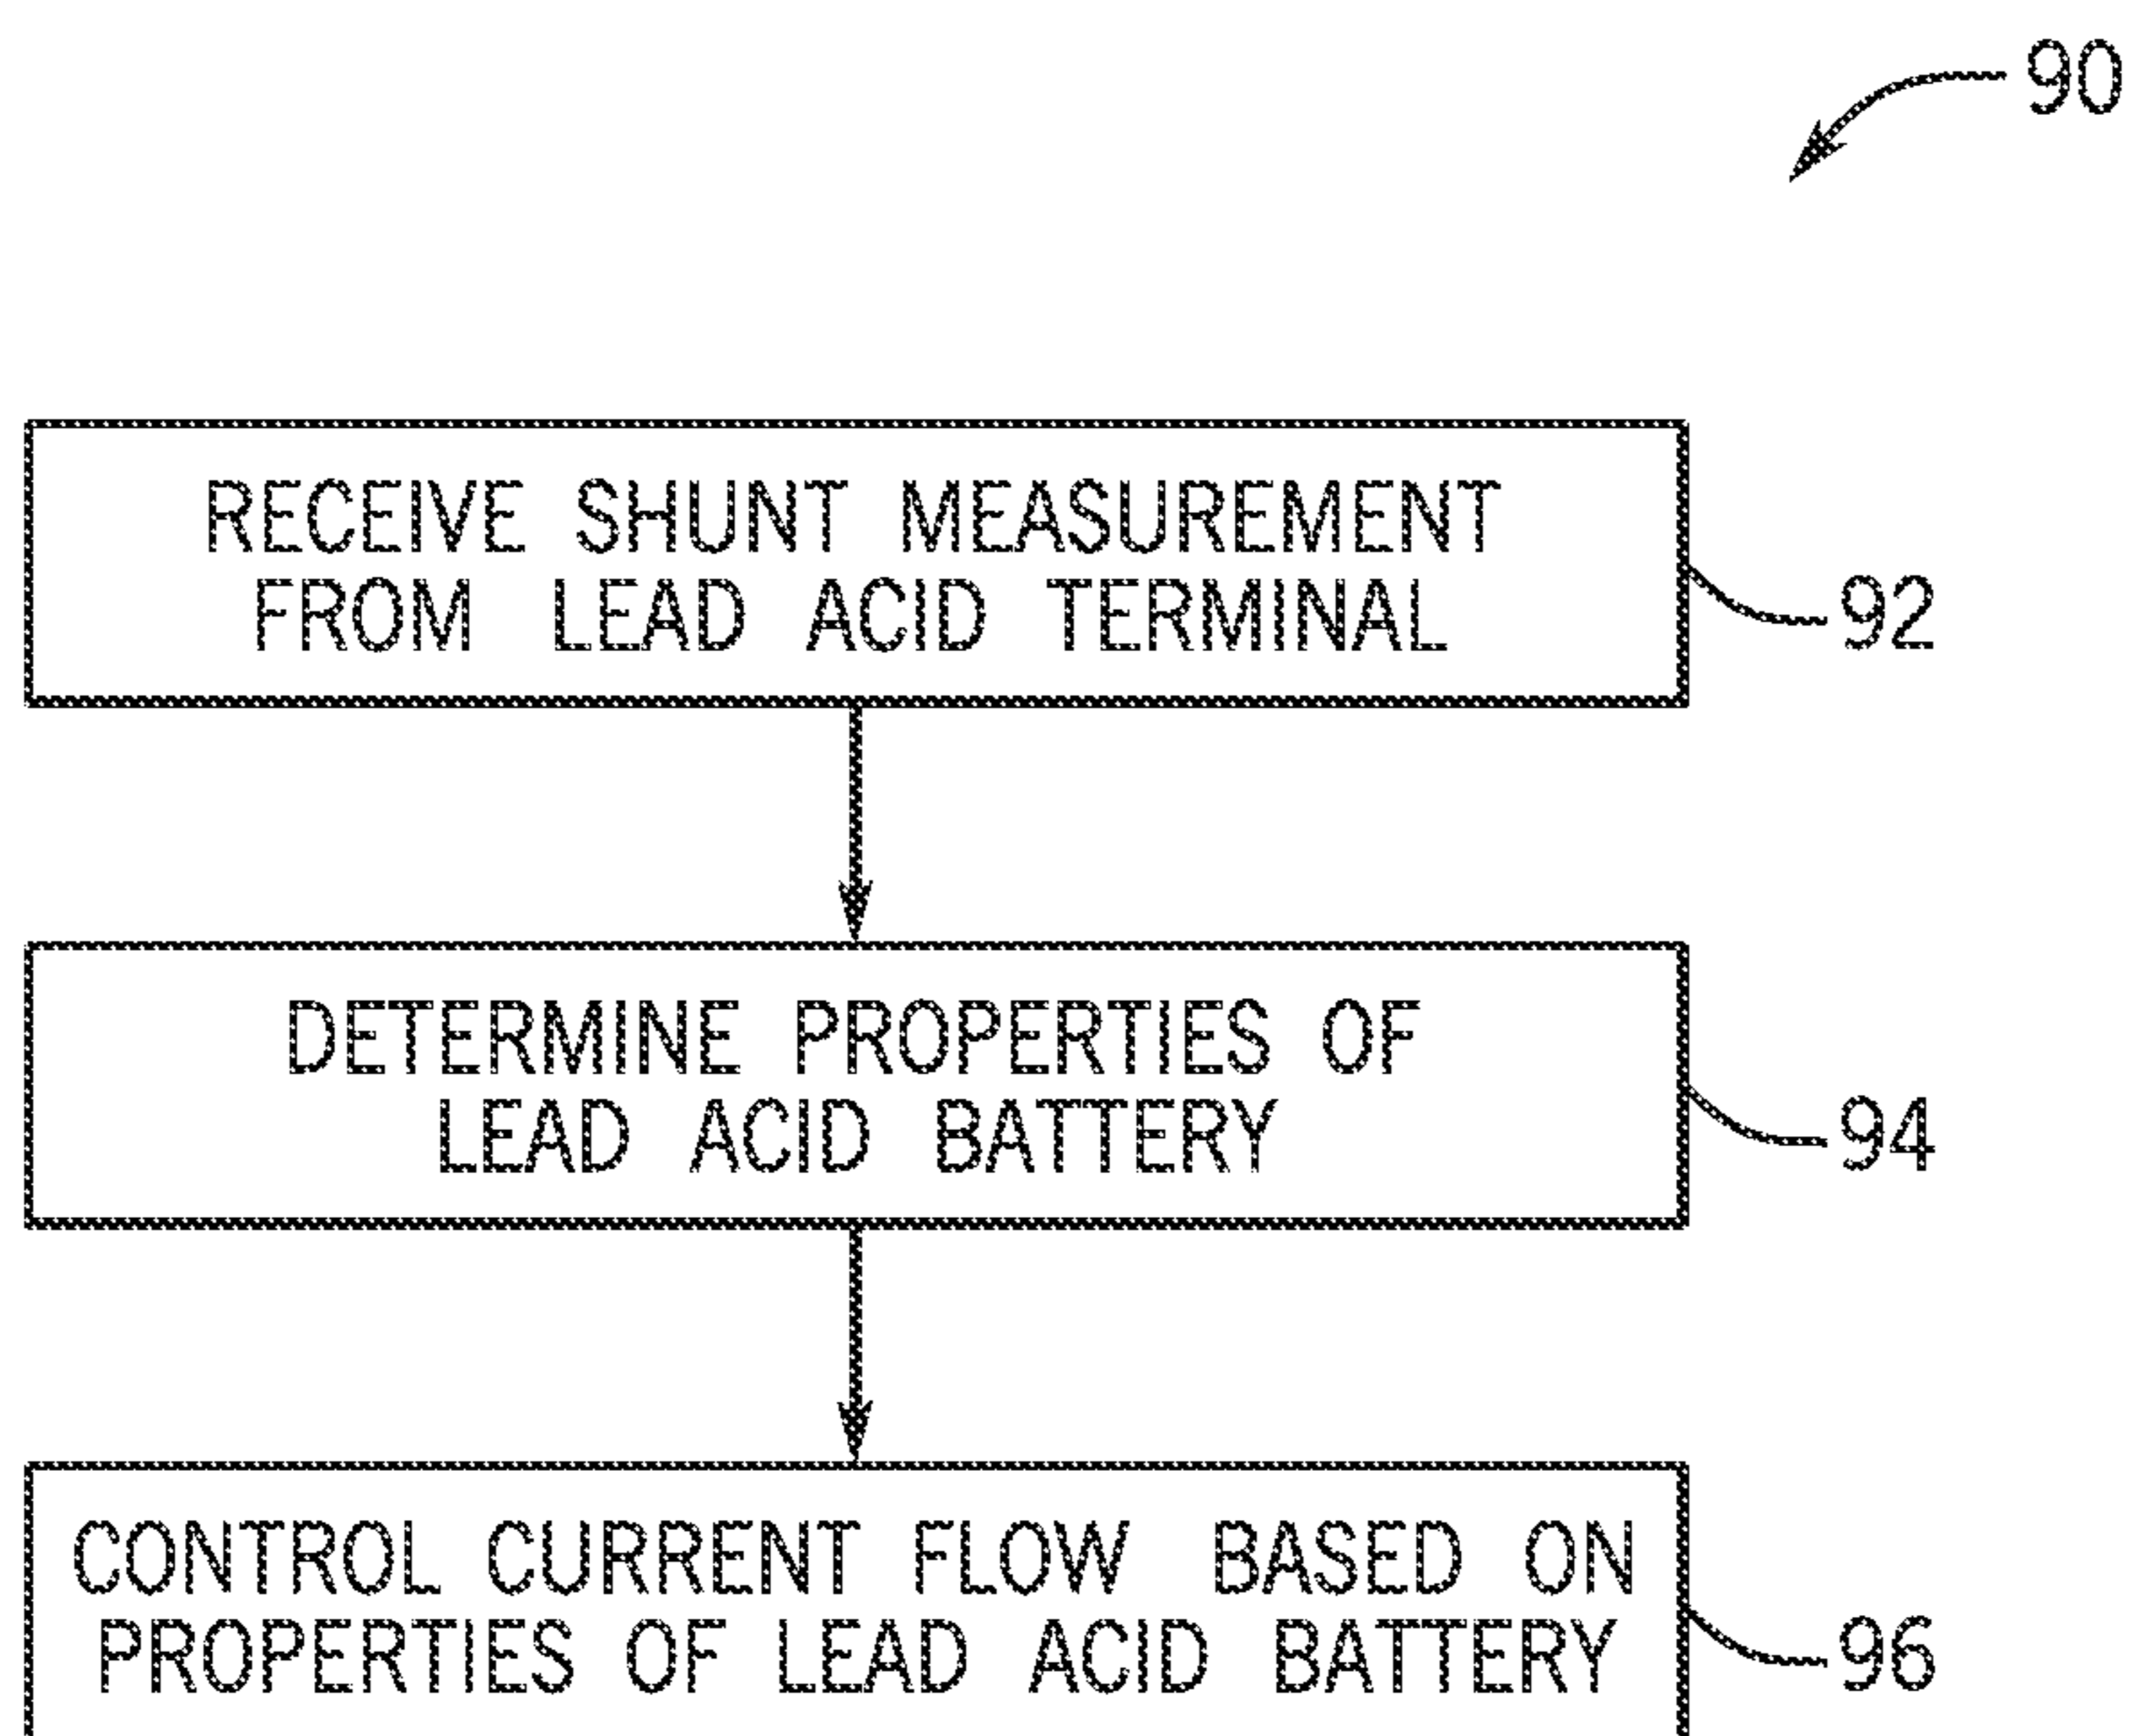 90
RECEIVE SHUNT MEASUREMENT
FROM LEAD ACID TERMINAL
92
DETERMINE PROPERTIES OF
LEAD ACID BATTERY
94
CONTROL CURRENT FLOW BASED ON
PROPERTIES OF LEAD ACID BATTERY
96